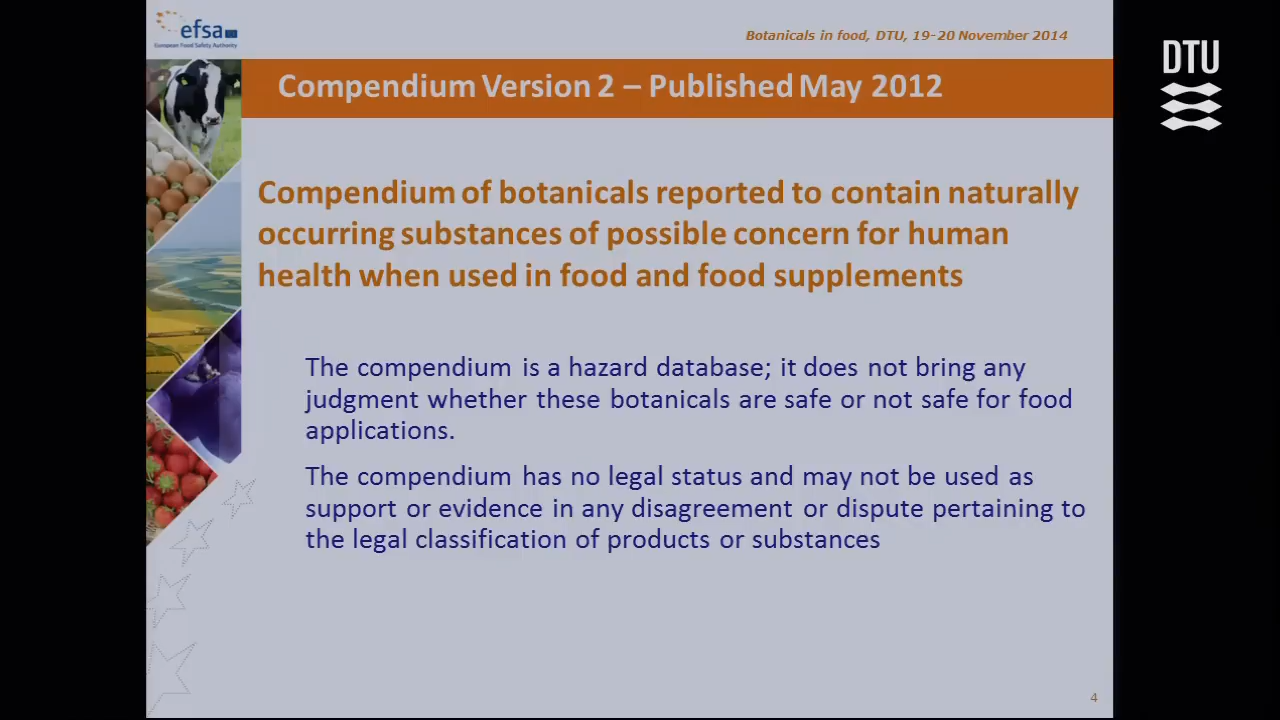 efsa
European Food Safety Authority
Botanicals in food, DTU, 19-20 November 2014
DTU
Compendium Version 2 – Published May 2012
Compendium of botanicals reported to contain naturally
occurring substances of possible concern for human
health when used in food and food supplements
The compendium is a hazard database; it does not bring any
judgment whether these botanicals are safe or not safe for food
applications.
The compendium has no legal status and may not be used as
support or evidence in any disagreement or dispute pertaining to
the legal classification of products or substances
4